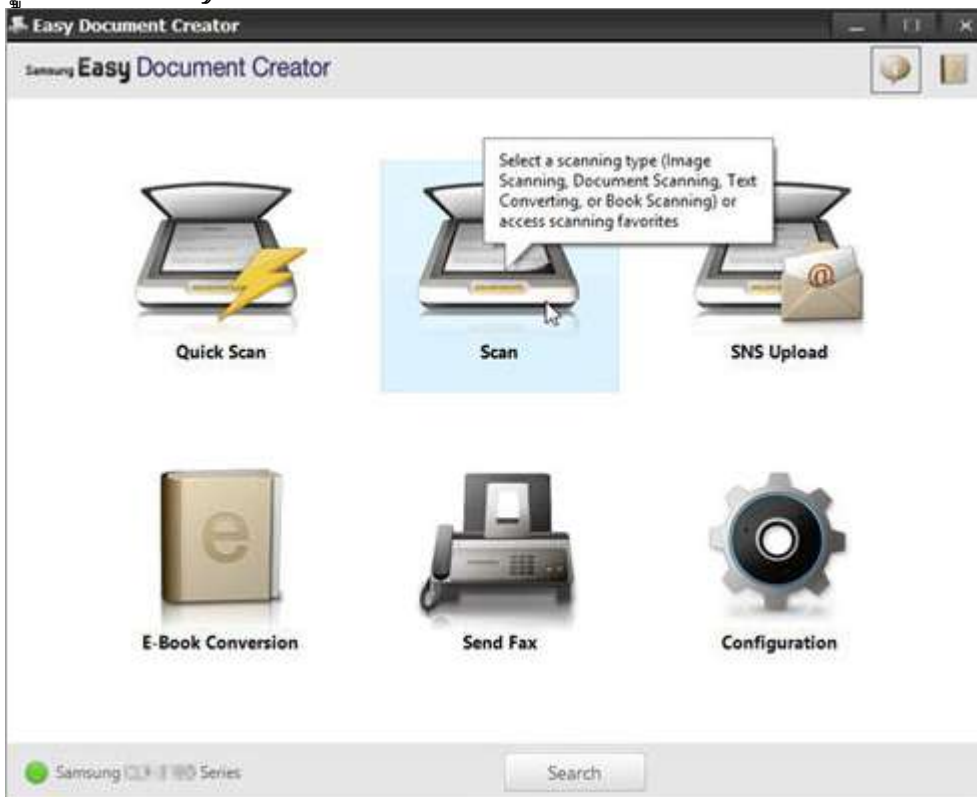 Easy Document Creator
Samsung Easy Document Creator
Select a scanning type (Image
Scanning, Document Scanning, Text
Converting, or Book Scanning) or
access scanning favorites
Quick Scan
Scan
SNS Upload
@
e
E-Book Conversion
Send Fax
Configuration
Samsung Series
Search